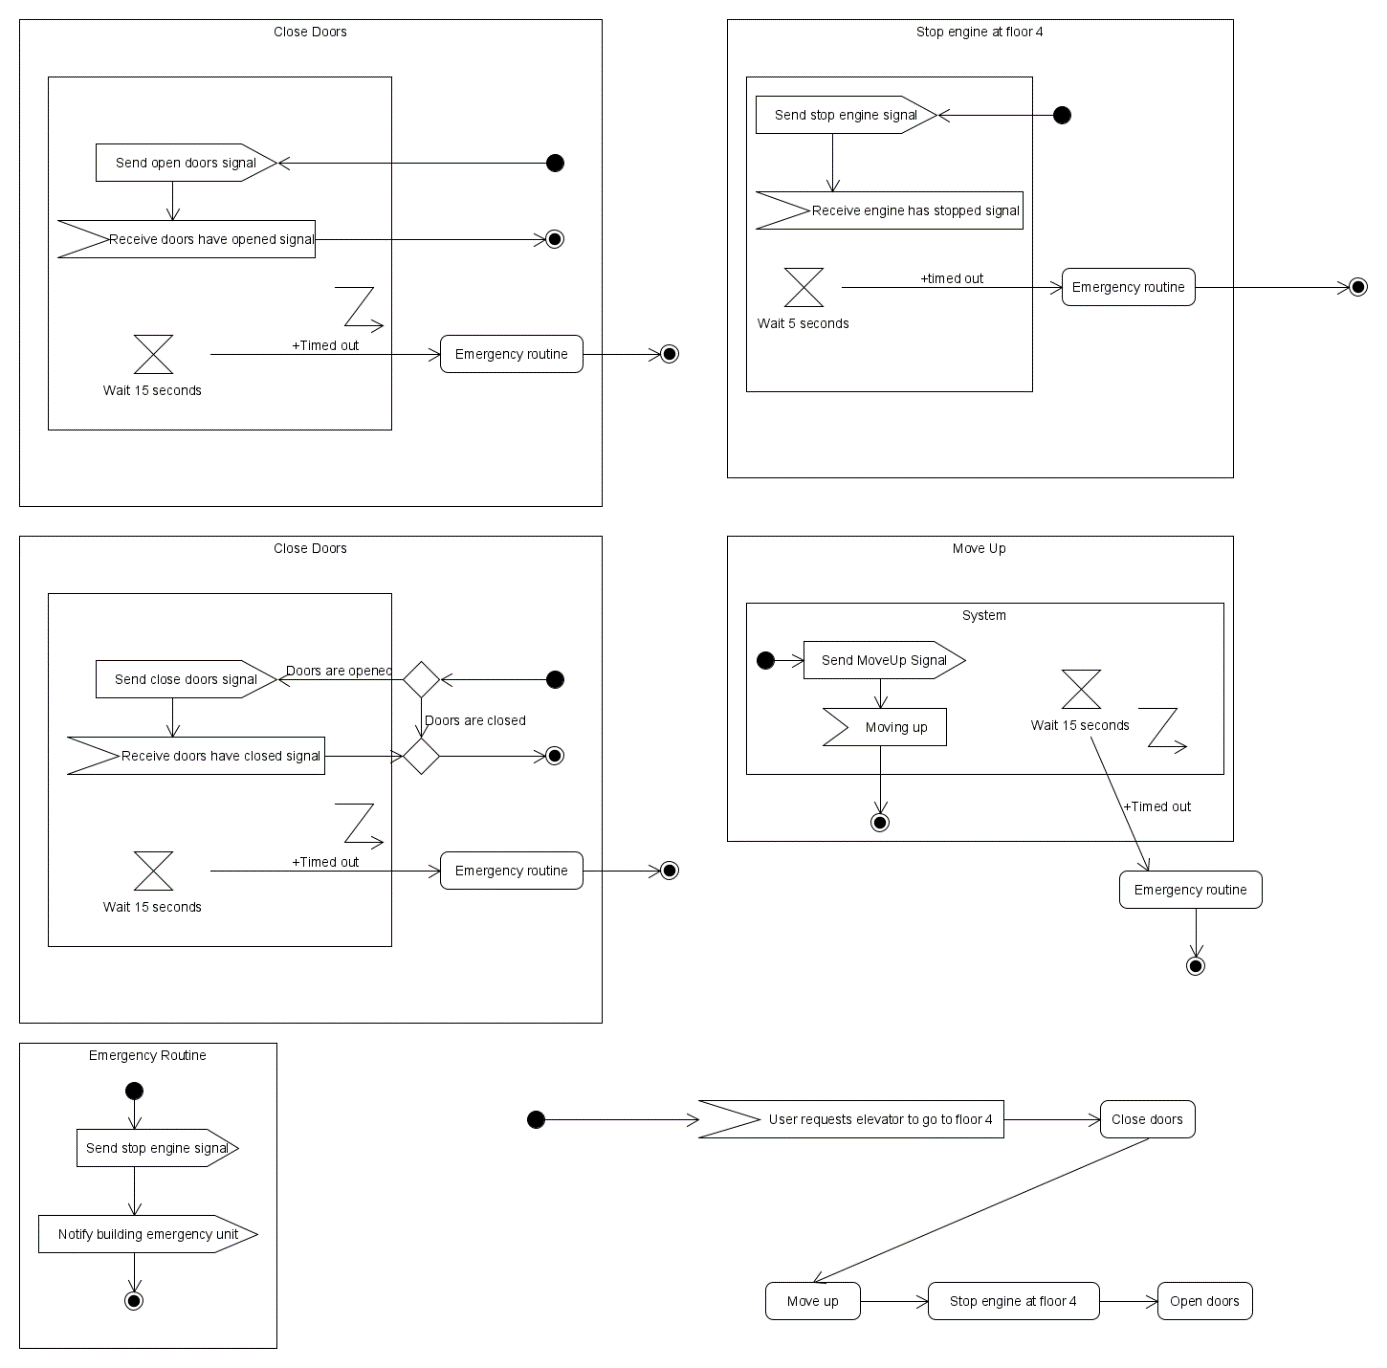 Close Doors
Send open doors signal
Receive doors have opened signal
+Timed out
Emergency routine
Wait 15 seconds
Stop engine at floor 4
Send stop engine signal
Receive engine has stopped signal
+timed out
Emergency routine
Wait 5 seconds
Close Doors
Doors are opened
Send close doors signal
Doors are closed
Receive doors have closed signal
+Timed out
Emergency routine
Wait 15 seconds
Move Up
System
Send MoveUp Signal
Wait 15 seconds
Moving up
+Timed out
Emergency routine
Emergency Routine
Send stop engine signal
Notify building emergency unit
User requests elevator to go to floor 4
Close doors
Move up
Stop engine at floor 4
Open doors